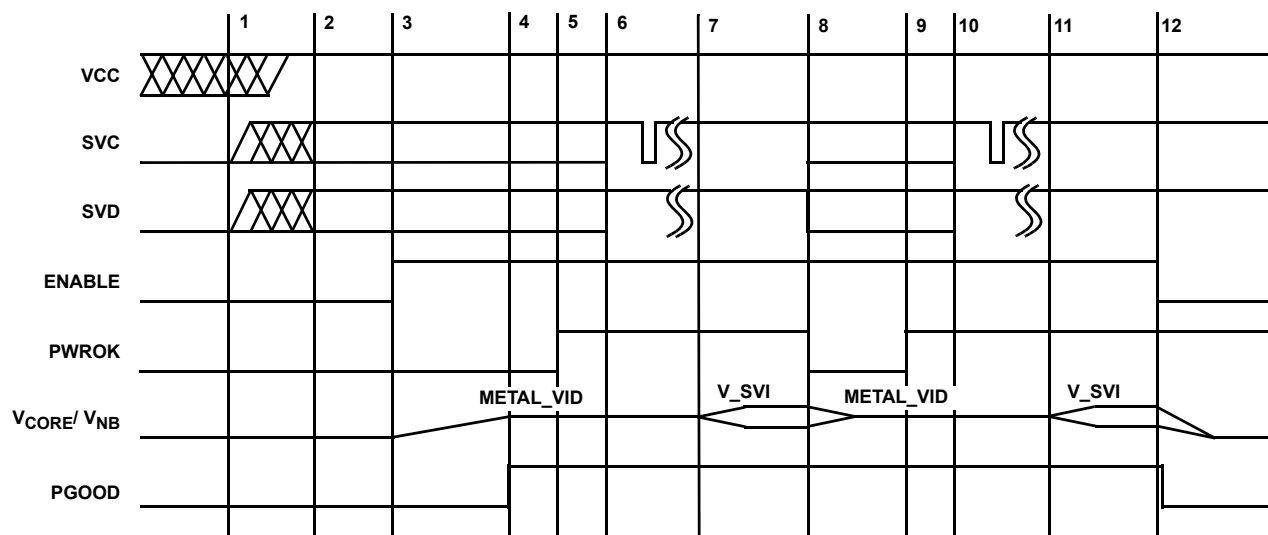 1 2 3 4 5 6 7 8 9 10 11 12
VCC
SVC
SVD
ENABLE
PWROK
METAL_VID V_SVI METAL_VID V_SVI
VCORE/ VNB
PGOOD